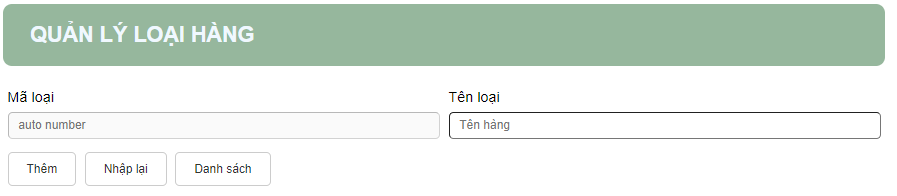 QUẢN LÝ LOẠI HÀNG
Mã loại
Tên loại
auto number
Tên hàng
Thêm
Nhập lại
Danh sách